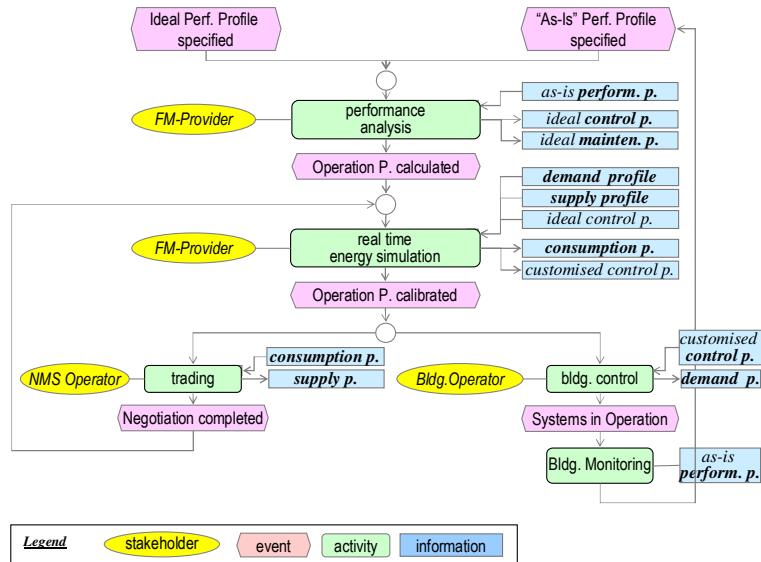 Ideal Perf. Profile
specified
“As-Is” Perf. Profile
specified
as-is perform. p.
FM-Provider
performance
analysis
ideal control p.
ideal mainten. p.
Operation P. calculated
demand profile
supply profile
ideal control p.
FM-Provider
real time
energy simulation
consumption p.
customised control p.
Operation P. calibrated
consumption p.
customised
control p.
NMS Operator
trading
supply p.
Bldg.Operator
bldg. control
demand p.
Negotiation completed
Systems in Operation
Bldg. Monitoring
as-is
perform. p.
Legend
stakeholder
event
activity
information